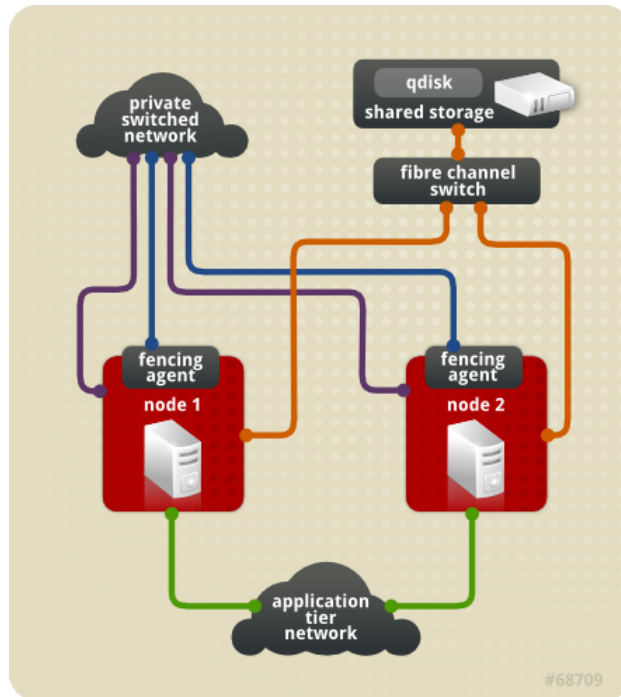 private
switched
network
qdisk
shared storage
fibre channel
switch
fencing
agent
node 1
fencing
agent
node 2
application
tier
network
#68709